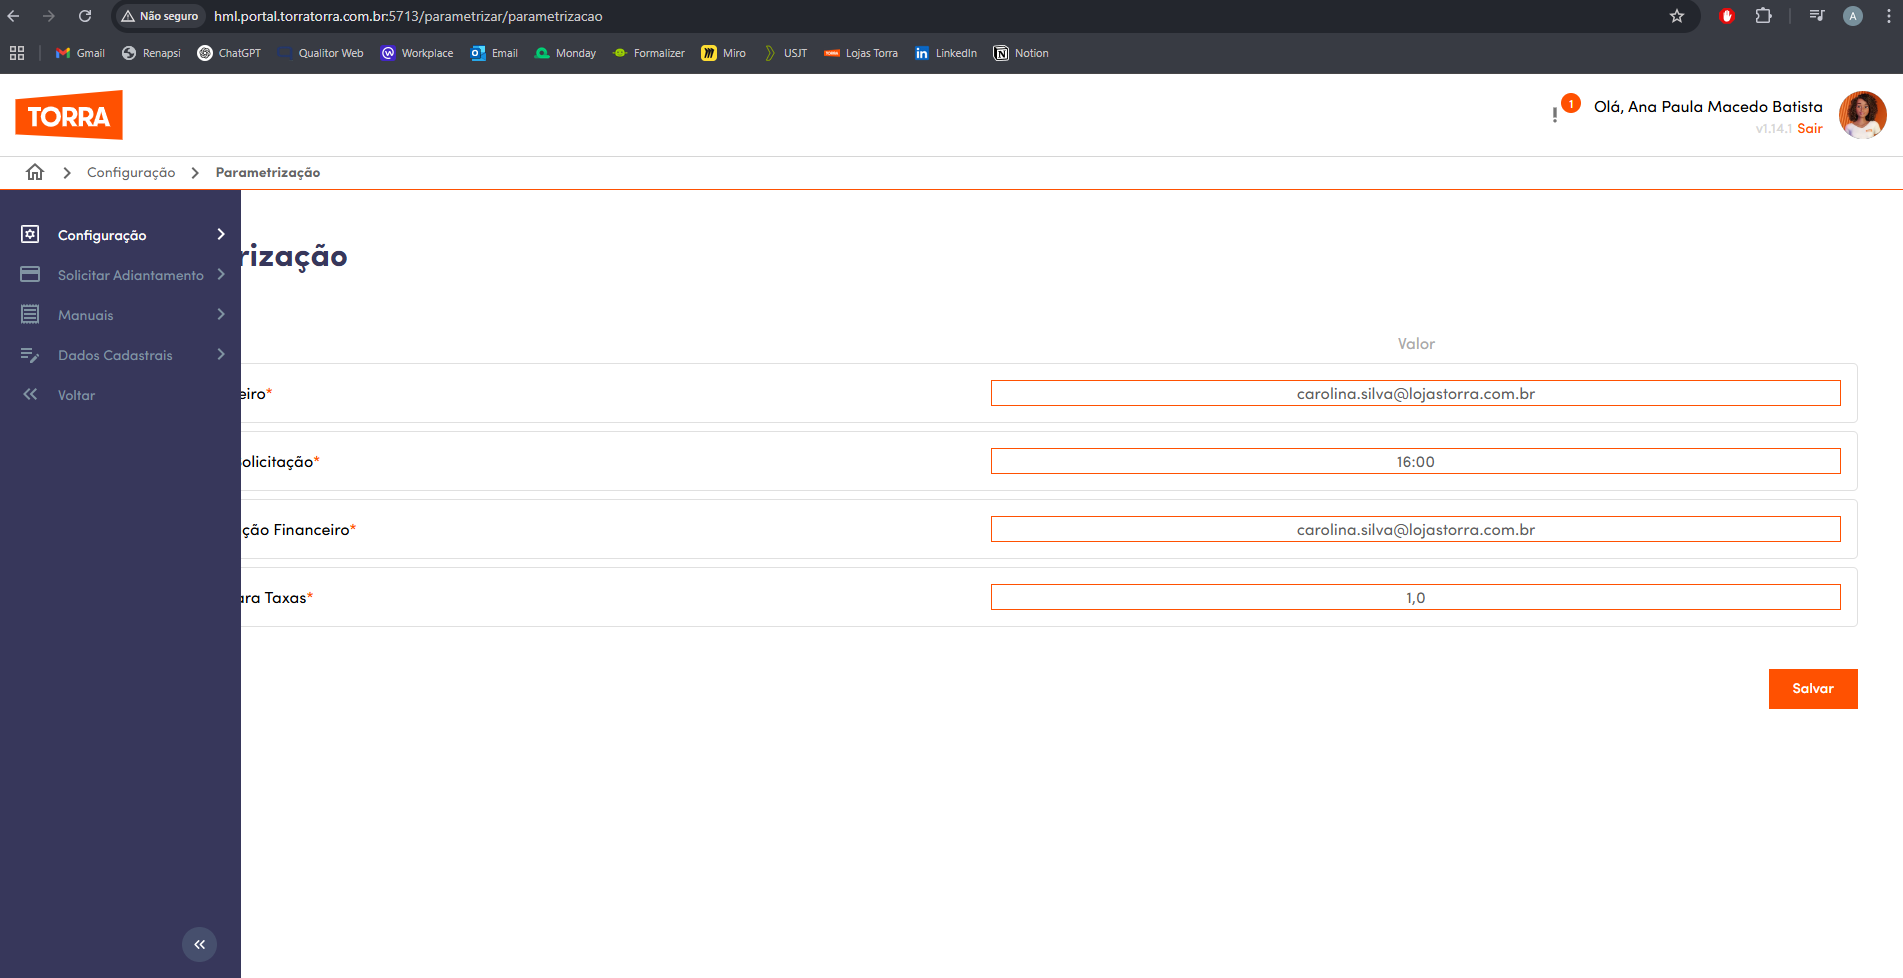 Não seguro hml.portal.torratorra.com.br:5713/parametrizar/parametrizacao A
Gmail Renapsi ChatGPT Qualitor Web Workplace Email Monday Formalizer Miro USJT Lojas Torra LinkedIn Notion
TORRA
1
Olá, Ana Paula Macedo Batista
v1.14.1 Sair
Configuração Parametrização
Configuração
Solicitar Adiantamento
Manuais
Dados Cadastrais
Voltar
rização
Valor
eiro* carolina.silva@lojastorra.com.br
olicitação* 16:00
ção Financeiro* carolina.silva@lojastorra.com.br
ara Taxas* 1,0
Salvar